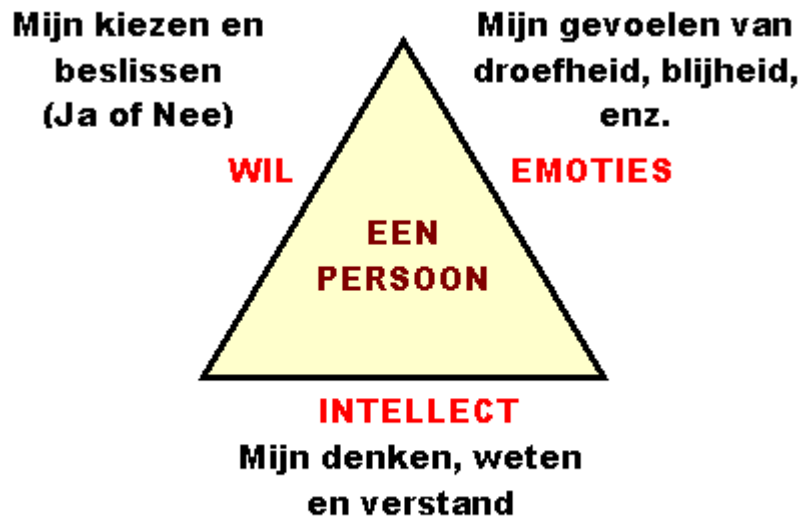 Mijn kiezen en
beslissen
(Ja of Nee)
WIL
Mijn gevoelen van
droefheid, blijheid,
enz.
EMOTIES
EEN
PERSOON
INTELLECT
Mijn denken, weten
en verstand